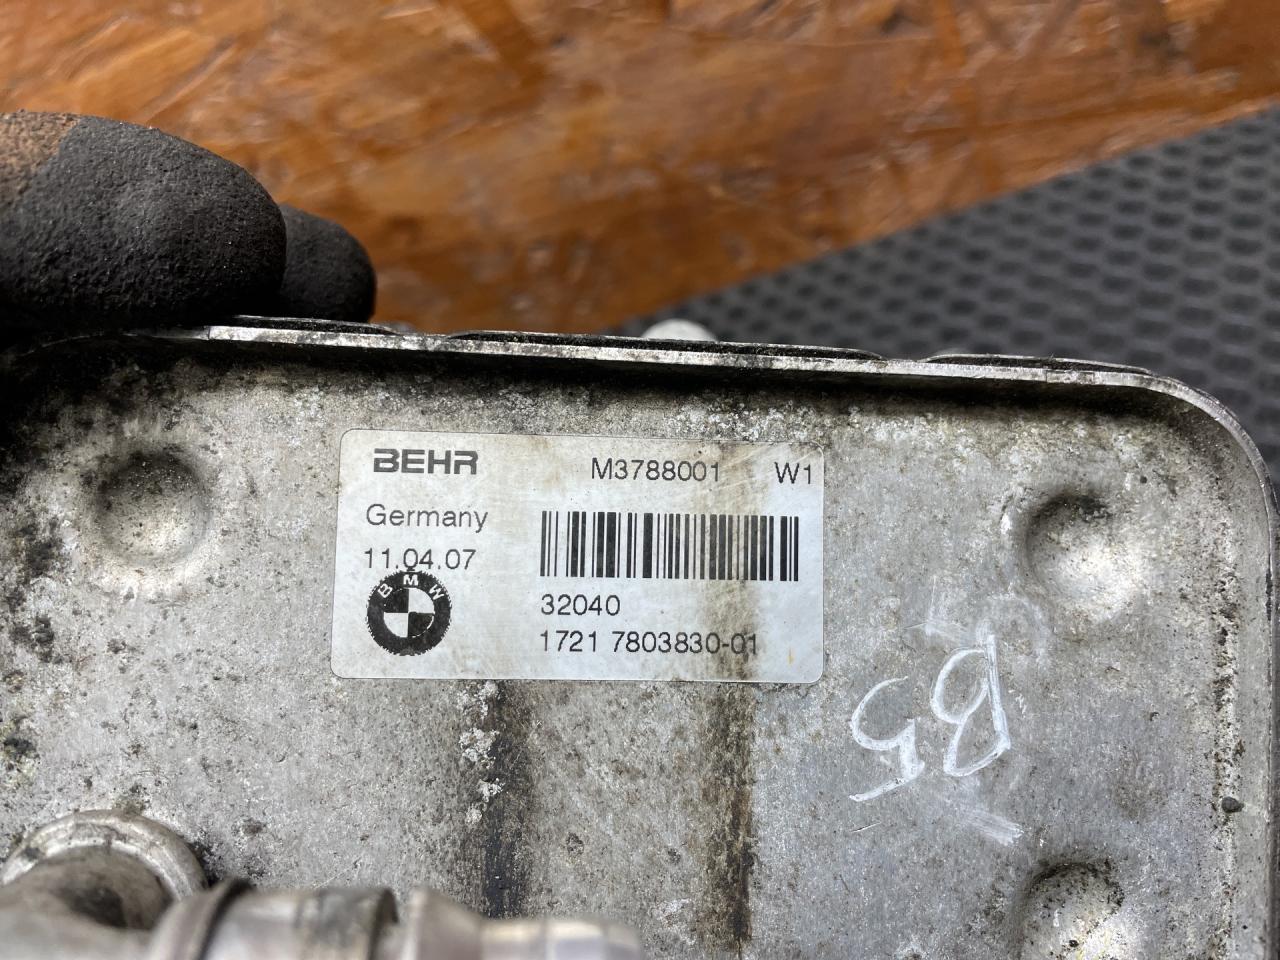 BEHR M3788001 W1
Germany
11.04.07
BMW
32040
1721 7803830-01
B5